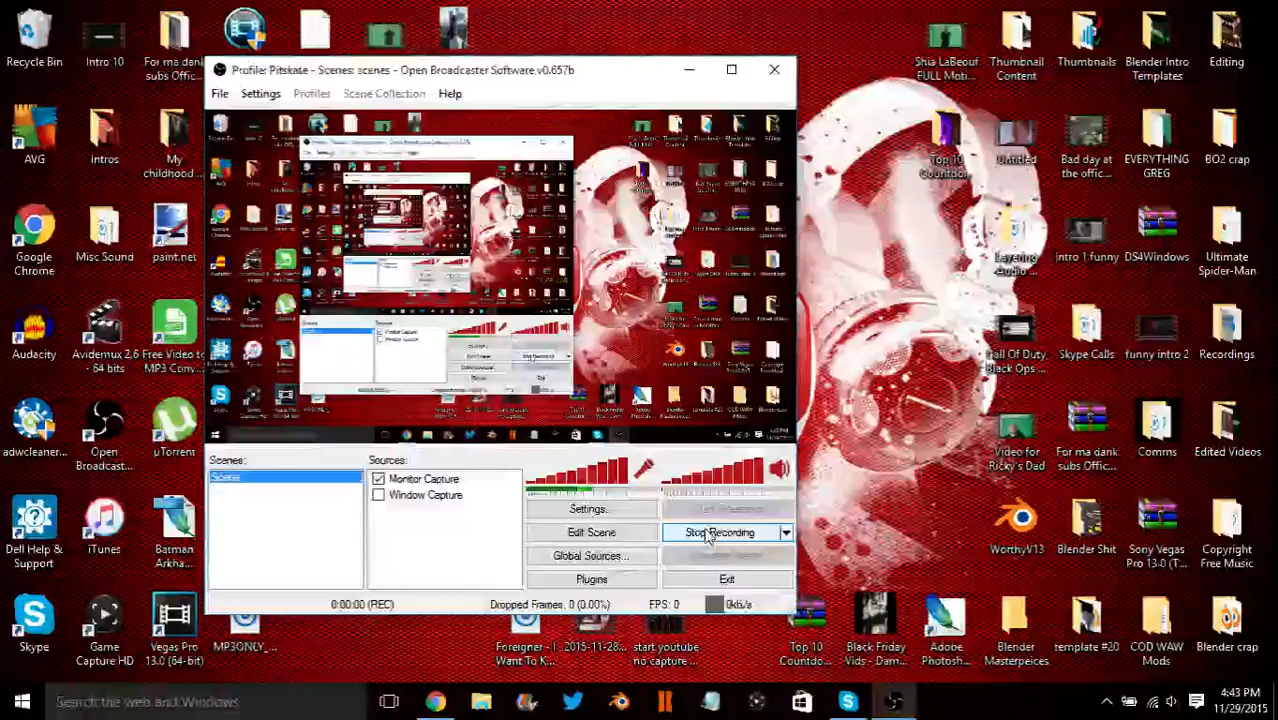 Recycle Bin
Intro 10
For ma dank
subs Offic...
Profile: Pitskate - Scenes: scenes - Open Broadcaster Software v0.657b
File Settings Profiles Scene Collection Help
Shia LaBeouf
FULL Moti...
Thumbnail
Content
Thumbnails
Blender Intro
Templates
Editing
AVG
Intros
My
childhood...
Top 10
Countdow...
Untitled
Bad day at
the offic...
EVERYTHING
GREG
BO2 crap
Google
Chrome
Misc Sound
paint.net
Layering
Audio ...
Intro 1 funny
DS4Windows
Ultimate
Spider-Man
Audacity
Avidemux 2.6
- 64 bits
Free Video to
MP3 Conv...
Call Of Duty
Black Ops ...
Skype Calls
funny intro 2
Recordings
adwcleaner...
Open
Broadcast...
µTorrent
Video for
Ricky's Dad
For ma dank
subs Offic...
Comms
Edited Videos
Scenes:
Sources:
Scene
Monitor Capture
Window Capture
Settings...
Edit Scene
Stop Recording
Global Sources...
Plugins
Exit
0:00:00 (REC)
Dropped Frames: 0 (0.00%)
FPS: 0
0kb/s
Dell Help &
Support
iTunes
Batman
Arkha...
WorthyV13
Blender Shit
Sony Vegas
Pro 13.0 (T...
Copyright
Free Music
Skype
Game
Capture HD
Vegas Pro
13.0 (64-bit)
MP3ONLY_...
Foreigner - I
Want To K...
2015-11-28...
start youtube
no capture ...
Top 10
Countdo...
Black Friday
Vids - Dam...
Adobe
Photosh...
Blender
Masterpeices
template #20
COD WAW
Mods
Blender crap
Search the web and Windows
4:43 PM
11/29/2015